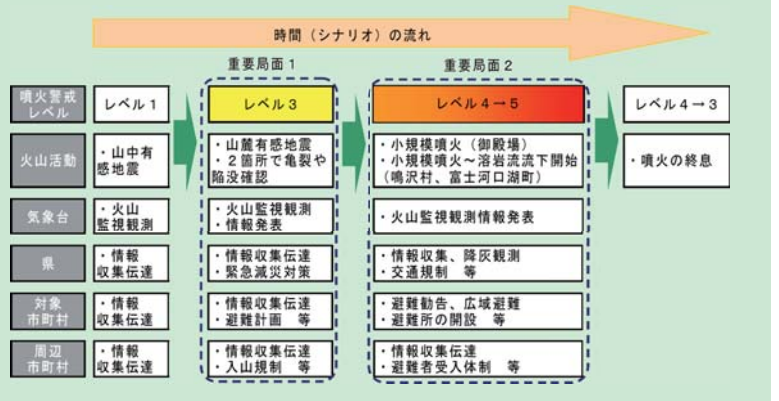 時間（シナリオ）の流れ
重要局面１
重要局面２
噴火警戒
レベル
レベル１
レベル３
レベル４→５
レベル４→３
火山活動
・山中有
感地震
・山麓有感地震
・２箇所で亀裂や
陥没確認
・小規模噴火（御殿場）
・小規模噴火～溶岩流流下開始
（鳴沢村、富士河口湖町）
・噴火の終息
気象台
・火山
監視観測
・火山監視観測
・情報発表
・火山監視観測情報発表
県
・情報
収集伝達
・情報収集伝達
・緊急減災対策
・情報収集、降灰観測
・交通規制　等
対象
市町村
・情報
収集伝達
・情報収集伝達
・避難計画　等
・避難勧告、広域避難
・避難所の開設　等
周辺
市町村
・情報
収集伝達
・情報収集伝達
・入山規制　等
・情報収集伝達
・避難者受入体制　等